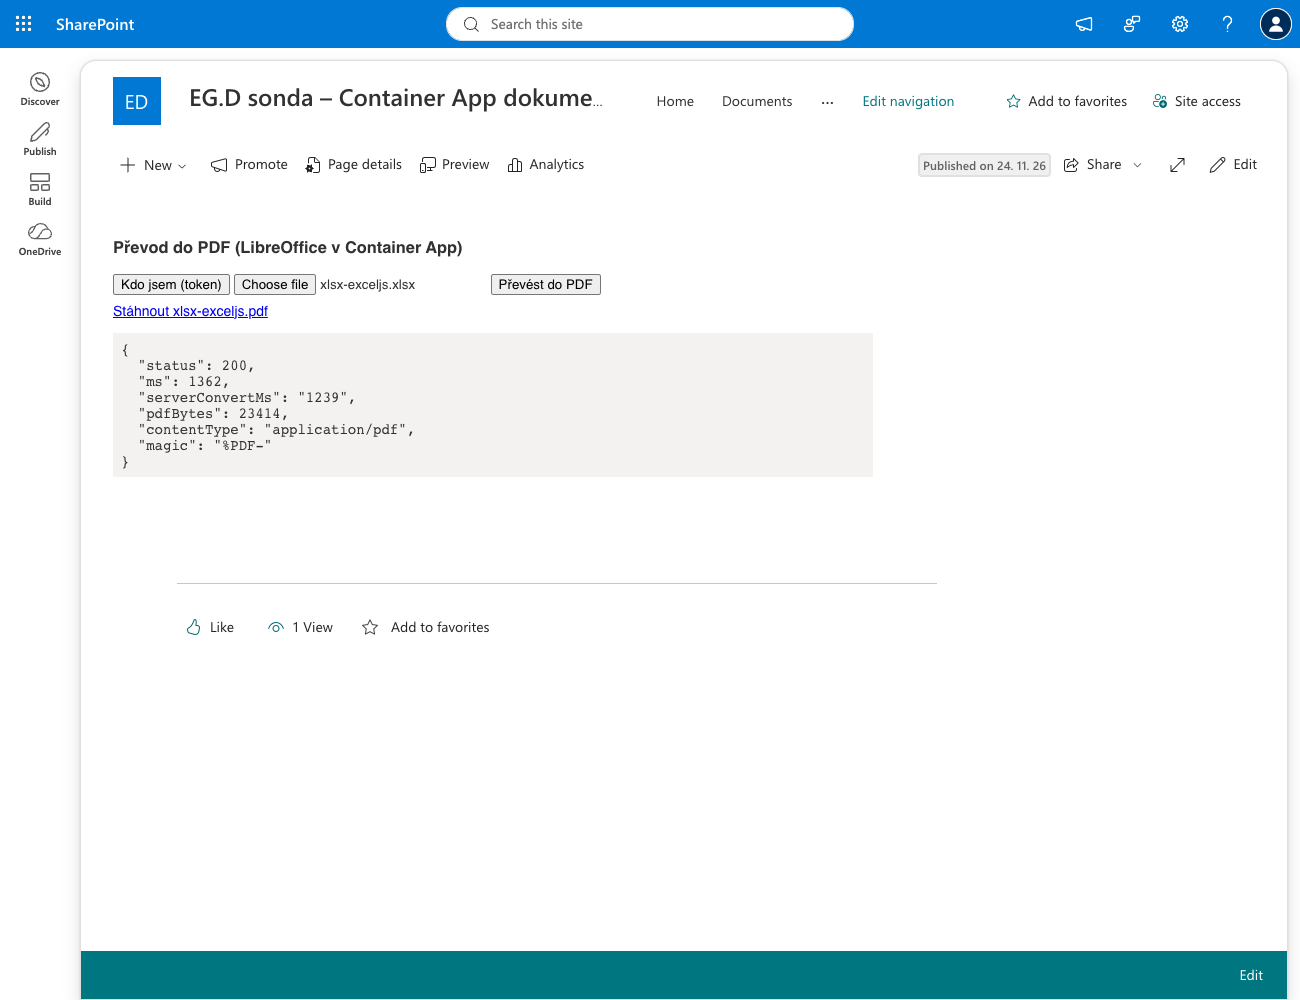 SharePoint
Search this site
?
Discover
Publish
Build
OneDrive
ED
EG.D sonda – Container App dokume...
Home Documents ··· Edit navigation
Add to favorites Site access
New Promote Page details Preview Analytics
Published on 24. 11. 26 Share Edit
Převod do PDF (LibreOffice v Container App)
Kdo jsem (token) Choose file xlsx-exceljs.xlsx Převést do PDF
Stáhnout xlsx-exceljs.pdf
{
  "status": 200,
  "ms": 1362,
  "serverConvertMs": "1239",
  "pdfBytes": 23414,
  "contentType": "application/pdf",
  "magic": "%PDF-"
}
Like 1 View Add to favorites
Edit